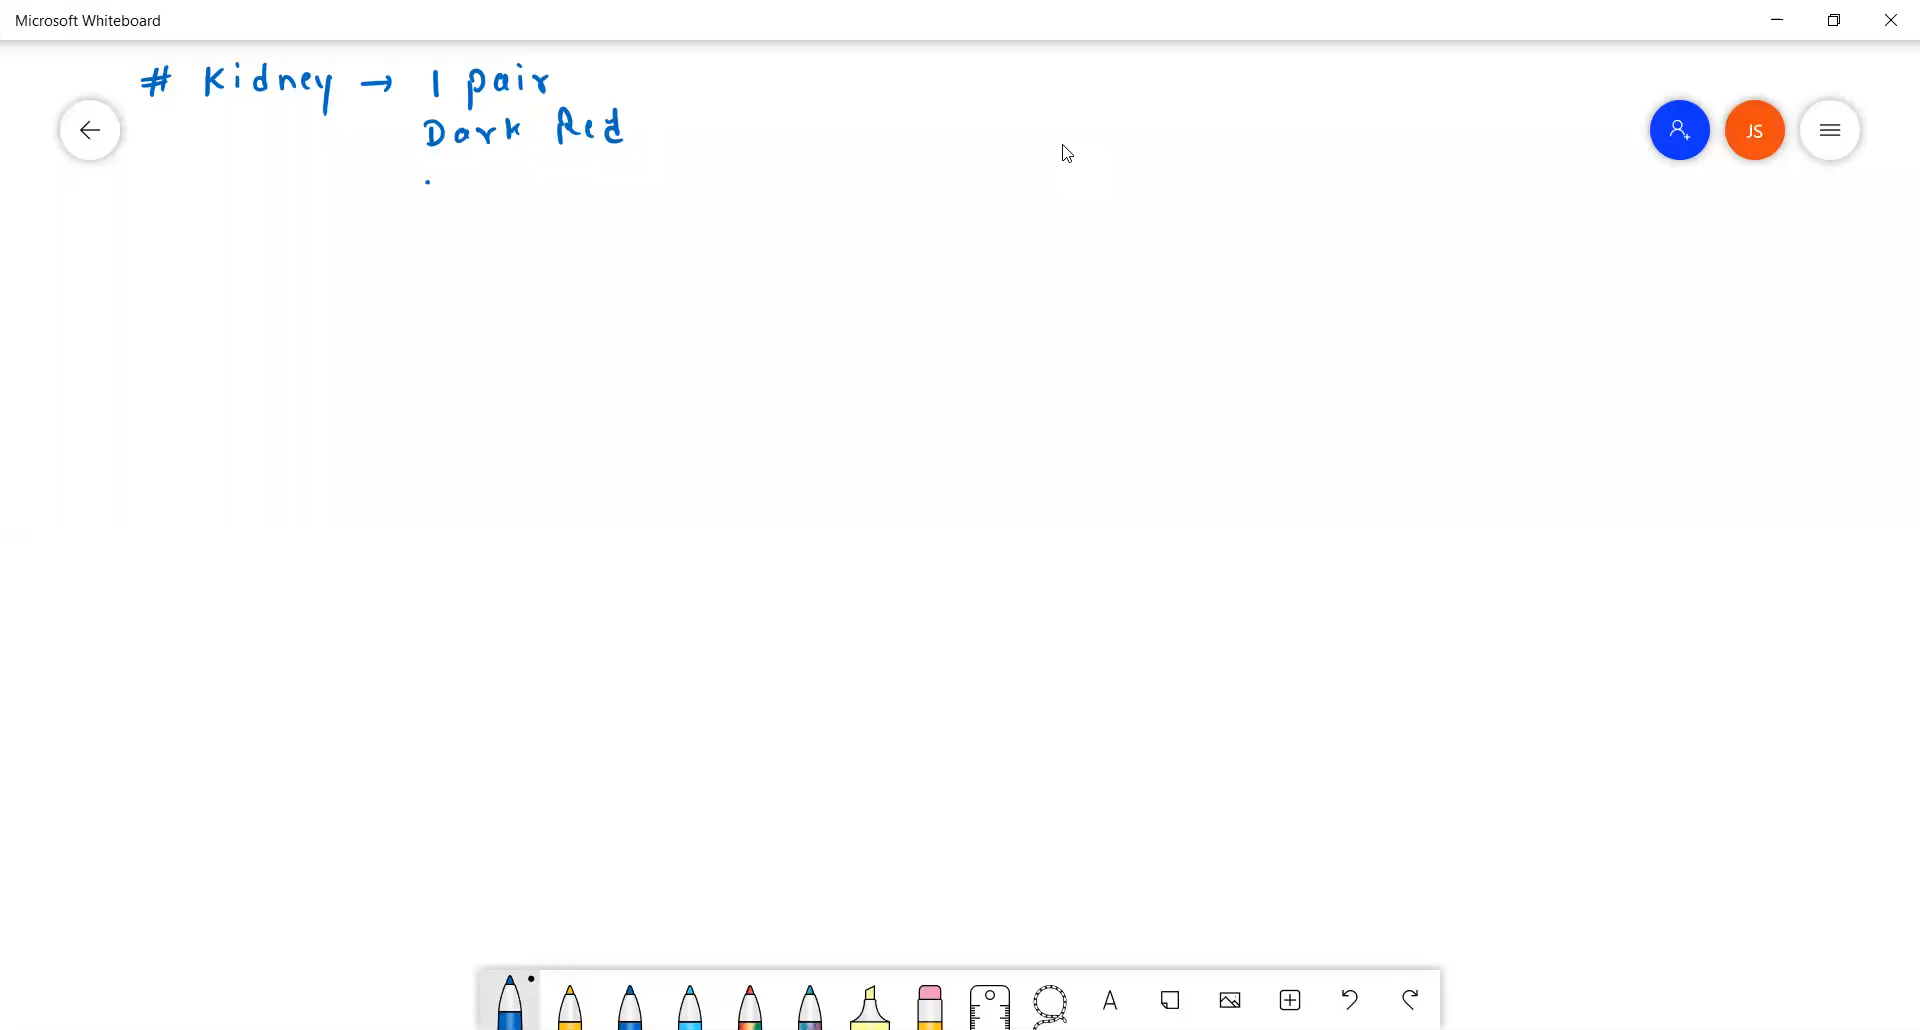 Microsoft Whiteboard
# Kidney → 1 pair
Dark Red
.
JS
A